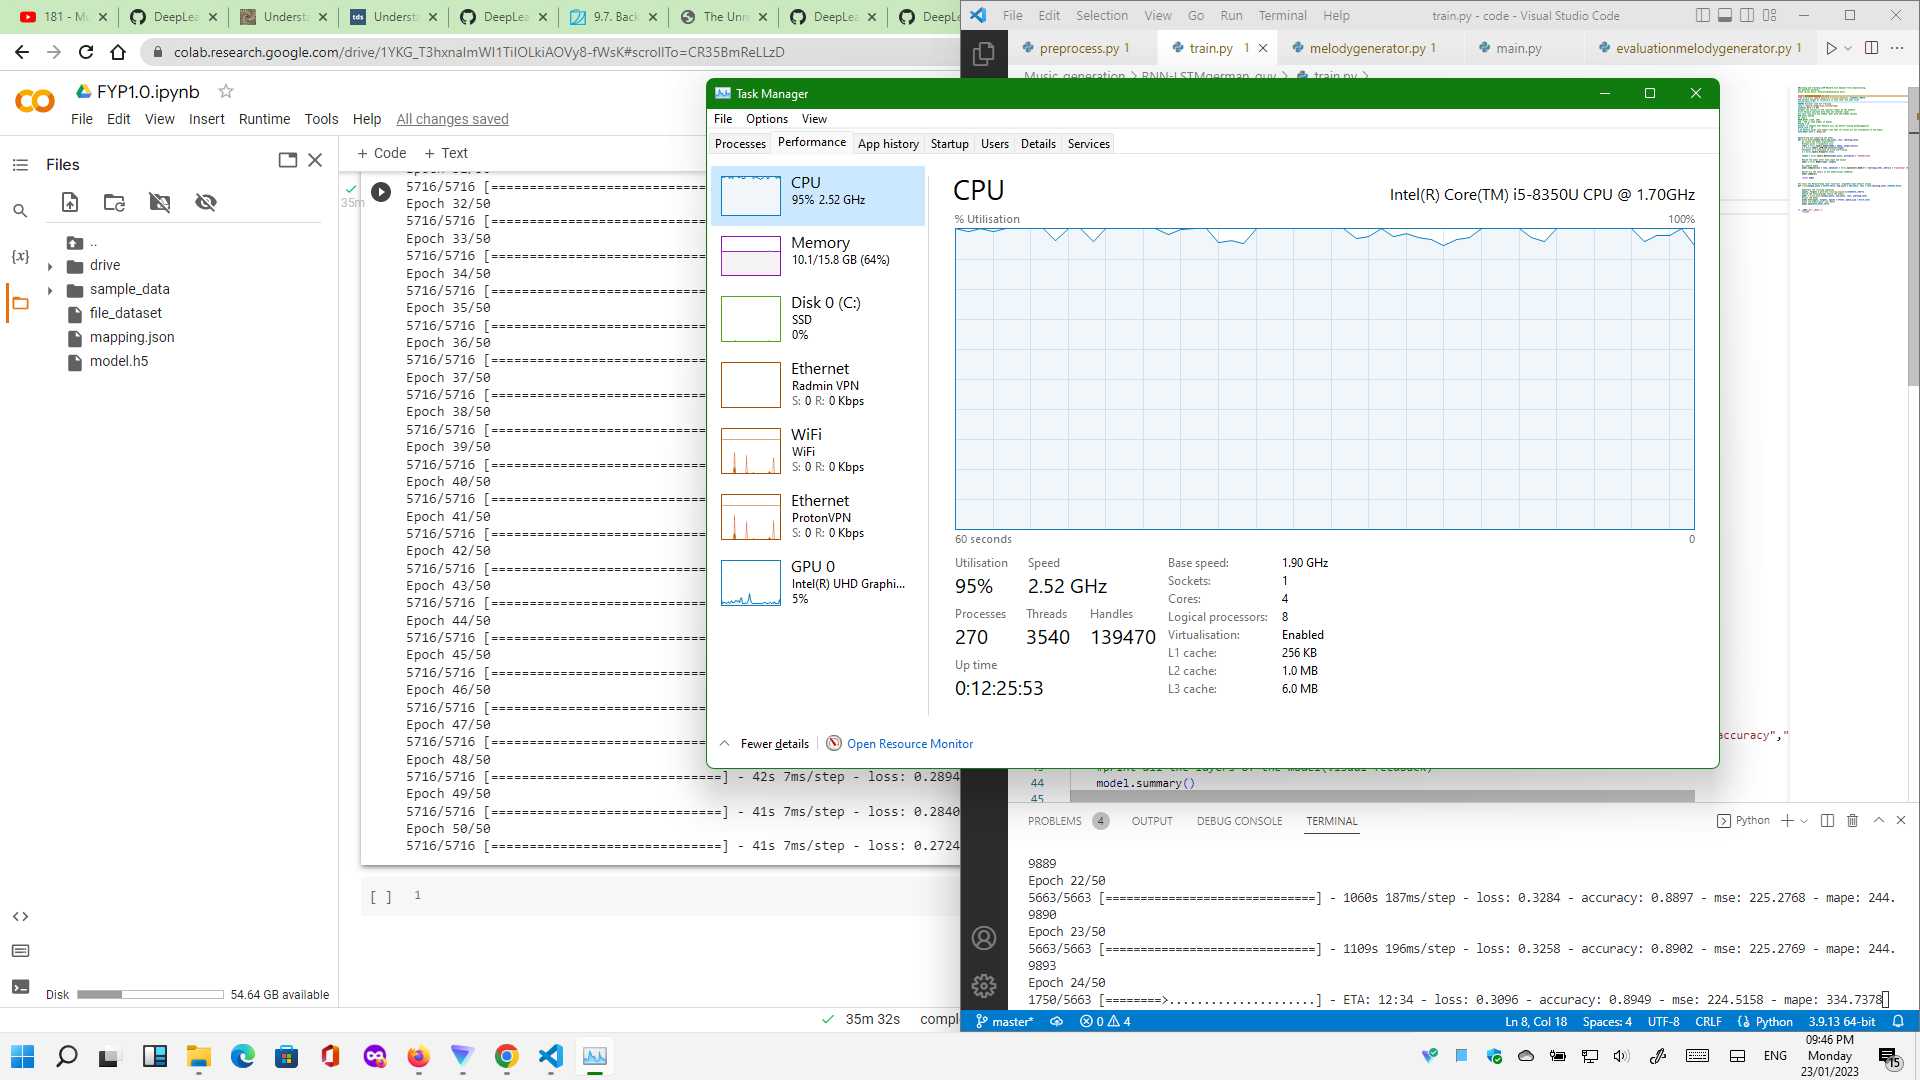 181 - Mu
DeepLea
Understa
Understa
DeepLea
9.7. Back
The Unre
DeepLea
DeepLe
colab.research.google.com/drive/1YKG_T3hxnaImWI1TiIOLkiAOVy8-fWsK#scrollTo=CR35BmReLLzD
FYP1.0.ipynb
File Edit View Insert Runtime Tools Help All changes saved
Files
..
drive
sample_data
file_dataset
mapping.json
model.h5
Disk 54.64 GB available
+ Code + Text
35m
5716/5716 [
Epoch 32/50
5716/5716 [
Epoch 33/50
5716/5716 [
Epoch 34/50
5716/5716 [
Epoch 35/50
5716/5716 [
Epoch 36/50
5716/5716 [
Epoch 37/50
5716/5716 [
Epoch 38/50
5716/5716 [
Epoch 39/50
5716/5716 [
Epoch 40/50
5716/5716 [
Epoch 41/50
5716/5716 [
Epoch 42/50
5716/5716 [
Epoch 43/50
5716/5716 [
Epoch 44/50
5716/5716 [
Epoch 45/50
5716/5716 [
Epoch 46/50
5716/5716 [
Epoch 47/50
5716/5716 [
Epoch 48/50
5716/5716 [==============================] - 42s 7ms/step - loss: 0.2894
Epoch 49/50
5716/5716 [==============================] - 41s 7ms/step - loss: 0.2840
Epoch 50/50
5716/5716 [==============================] - 41s 7ms/step - loss: 0.2724
[ ] 1
35m 32s comple
Task Manager
File Options View
Processes Performance App history Startup Users Details Services
CPU
95% 2.52 GHz
Memory
10.1/15.8 GB (64%)
Disk 0 (C:)
SSD
0%
Ethernet
Radmin VPN
S: 0 R: 0 Kbps
WiFi
WiFi
S: 0 R: 0 Kbps
Ethernet
ProtonVPN
S: 0 R: 0 Kbps
GPU 0
Intel(R) UHD Graphi...
5%
CPU
Intel(R) Core(TM) i5-8350U CPU @ 1.70GHz
% Utilisation 100%
60 seconds 0
Utilisation Speed
95% 2.52 GHz
Processes Threads Handles
270 3540 139470
Up time
0:12:25:53
Base speed: 1.90 GHz
Sockets: 1
Cores: 4
Logical processors: 8
Virtualisation: Enabled
L1 cache: 256 KB
L2 cache: 1.0 MB
L3 cache: 6.0 MB
Fewer details Open Resource Monitor
File Edit Selection View Go Run Terminal Help
train.py - code - Visual Studio Code
preprocess.py 1 train.py 1 melodygenerator.py 1 main.py evaluationmelodygenerator.py 1
accuracy","
44 model.summary()
45
PROBLEMS 4 OUTPUT DEBUG CONSOLE TERMINAL
Python
9889
Epoch 22/50
5663/5663 [==============================] - 1060s 187ms/step - loss: 0.3284 - accuracy: 0.8897 - mse: 225.2768 - mape: 244.
9890
Epoch 23/50
5663/5663 [==============================] - 1109s 196ms/step - loss: 0.3258 - accuracy: 0.8902 - mse: 225.2769 - mape: 244.
9893
Epoch 24/50
1750/5663 [========>.....................] - ETA: 12:34 - loss: 0.3096 - accuracy: 0.8949 - mse: 224.5158 - mape: 334.7378
master* 0 4
Ln 8, Col 18 Spaces: 4 UTF-8 CRLF Python 3.9.13 64-bit
ENG
09:46 PM
Monday
23/01/2023
15